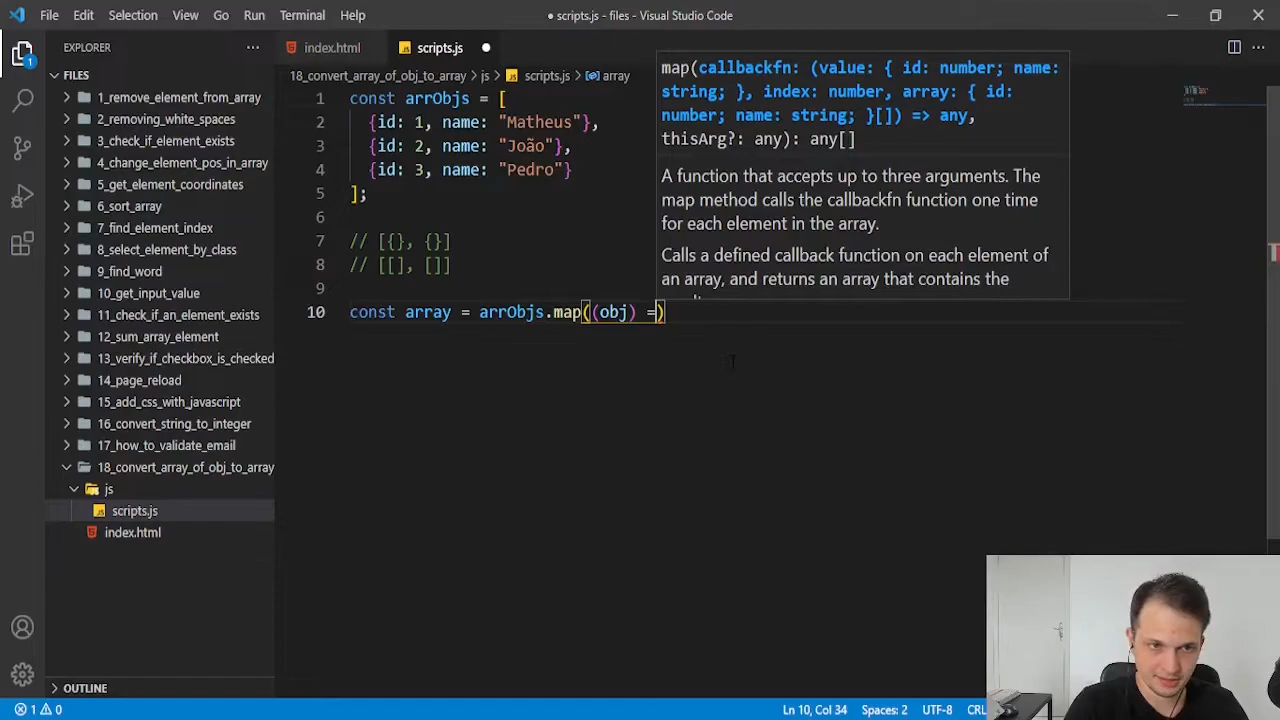 File Edit Selection View Go Run Terminal Help
● scripts.js - files - Visual Studio Code
EXPLORER
index.html
scripts.js
FILES
18_convert_array_of_obj_to_array > js > scripts.js > array
1_remove_element_from_array
2_removing_white_spaces
3_check_if_element_exists
4_change_element_pos_in_array
5_get_element_coordinates
6_sort_array
7_find_element_index
8_select_element_by_class
9_find_word
10_get_input_value
11_check_if_an_element_exists
12_sum_array_element
13_verify_if_checkbox_is_checked
14_page_reload
15_add_css_with_javascript
16_convert_string_to_integer
17_how_to_validate_email
18_convert_array_of_obj_to_array
js
scripts.js
index.html
OUTLINE
1
1 const arrObjs = [
2 {id: 1, name: "Matheus"},
3 {id: 2, name: "João"},
4 {id: 3, name: "Pedro"}
5 ];
6
7 // [{}, {}]
8 // [[], []]
9
10 const array = arrObjs.map((obj) =)
map(callbackfn: (value: { id: number; name:
string; }, index: number, array: { id:
number; name: string; }[]) => any,
thisArg?: any): any[]
A function that accepts up to three arguments. The
map method calls the callbackfn function one time
for each element in the array.
Calls a defined callback function on each element of
an array, and returns an array that contains the
1 0
Ln 10, Col 34 Spaces: 2 UTF-8